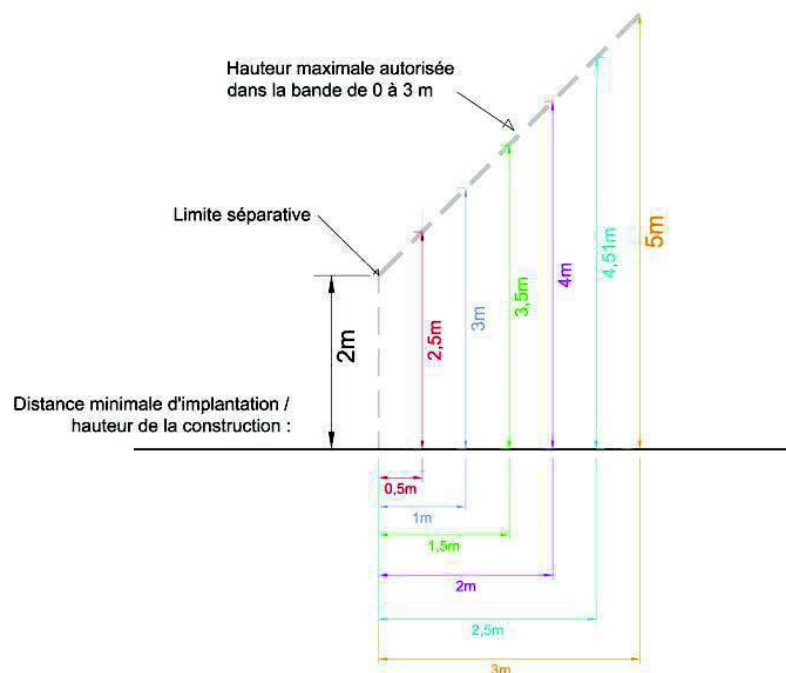 Hauteur maximale autorisée
dans la bande de 0 à 3 m
Limite séparative
2m
2,5m
3m
3,5m
4m
4,51m
5m
Distance minimale d'implantation /
hauteur de la construction :
0,5m
1m
1,5m
2m
2,5m
3m